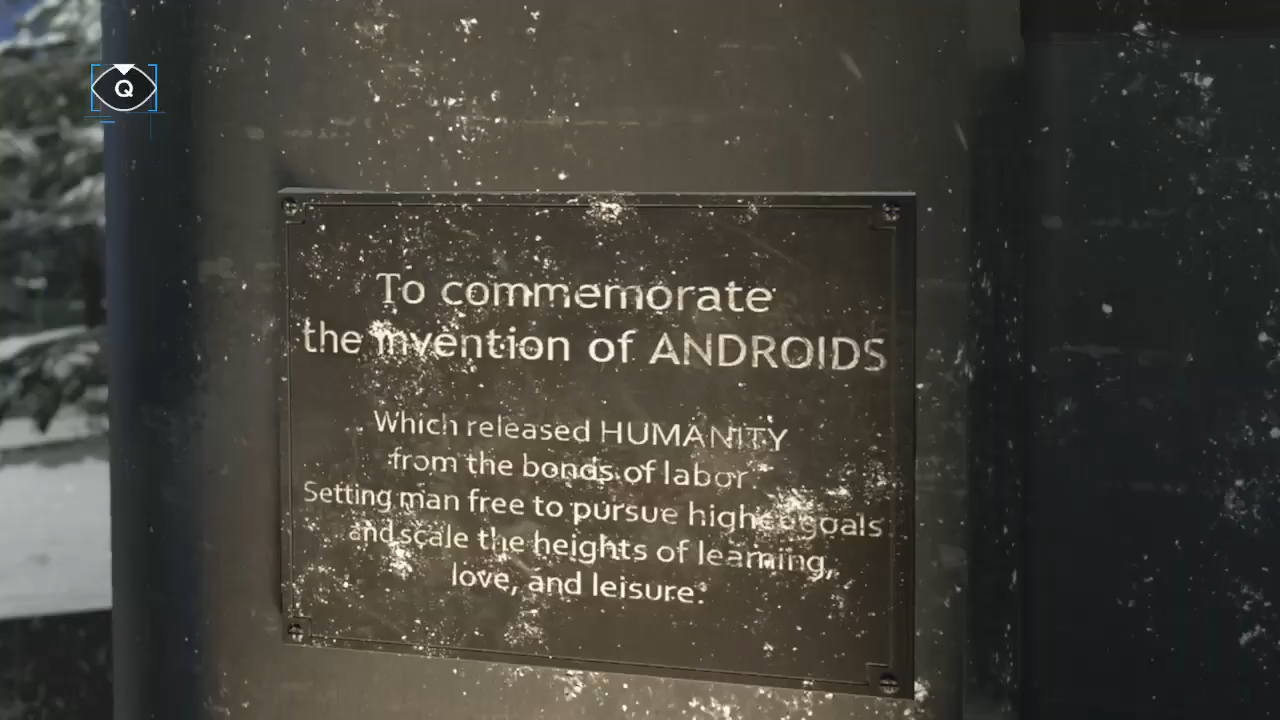 Q
To commemorate
the invention of ANDROIDS
Which released HUMANITY
from the bonds of labor.
Setting man free to pursue higher goals
and scale the heights of learning,
love, and leisure.